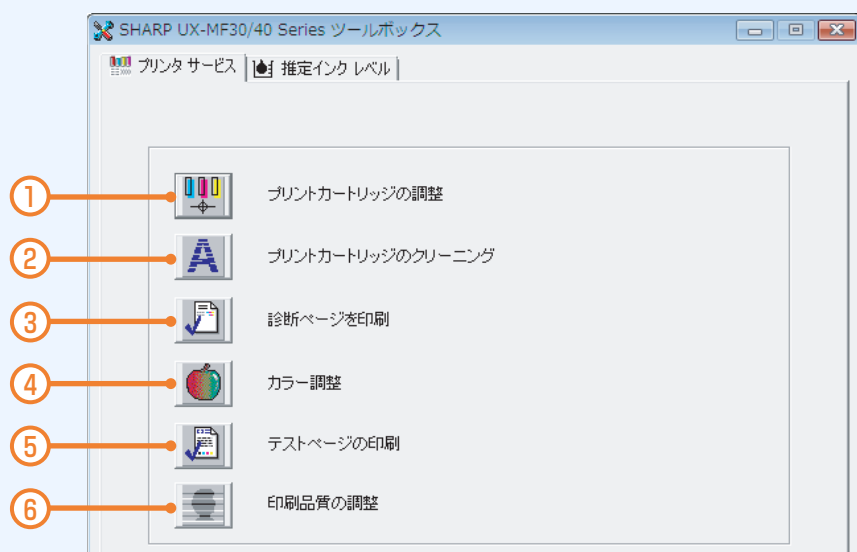 SHARP UX-MF30/40 Series ツールボックス
プリンタ サービス 推定インク レベル
① プリントカートリッジの調整
② プリントカートリッジのクリーニング
③ 診断ページを印刷
④ カラー調整
⑤ テストページの印刷
⑥ 印刷品質の調整